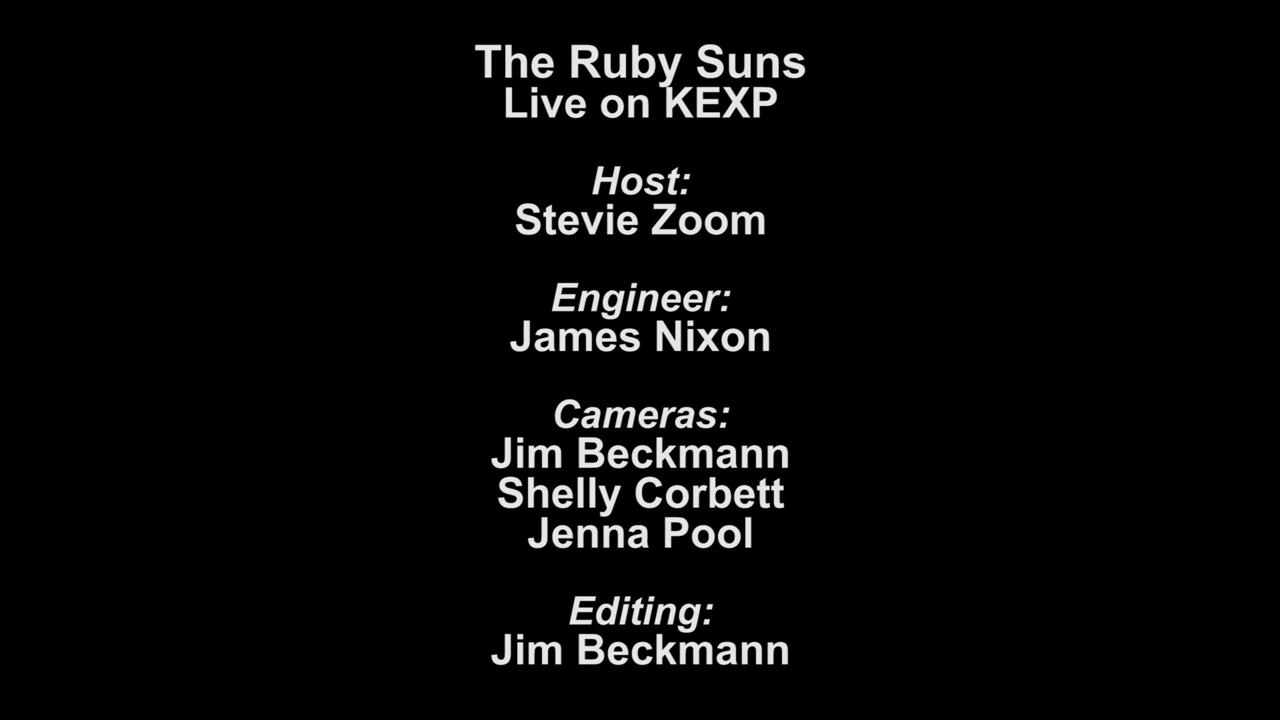 The Ruby Suns
Live on KEXP
Host:
Stevie Zoom
Engineer:
James Nixon
Cameras:
Jim Beckmann
Shelly Corbett
Jenna Pool
Editing:
Jim Beckmann